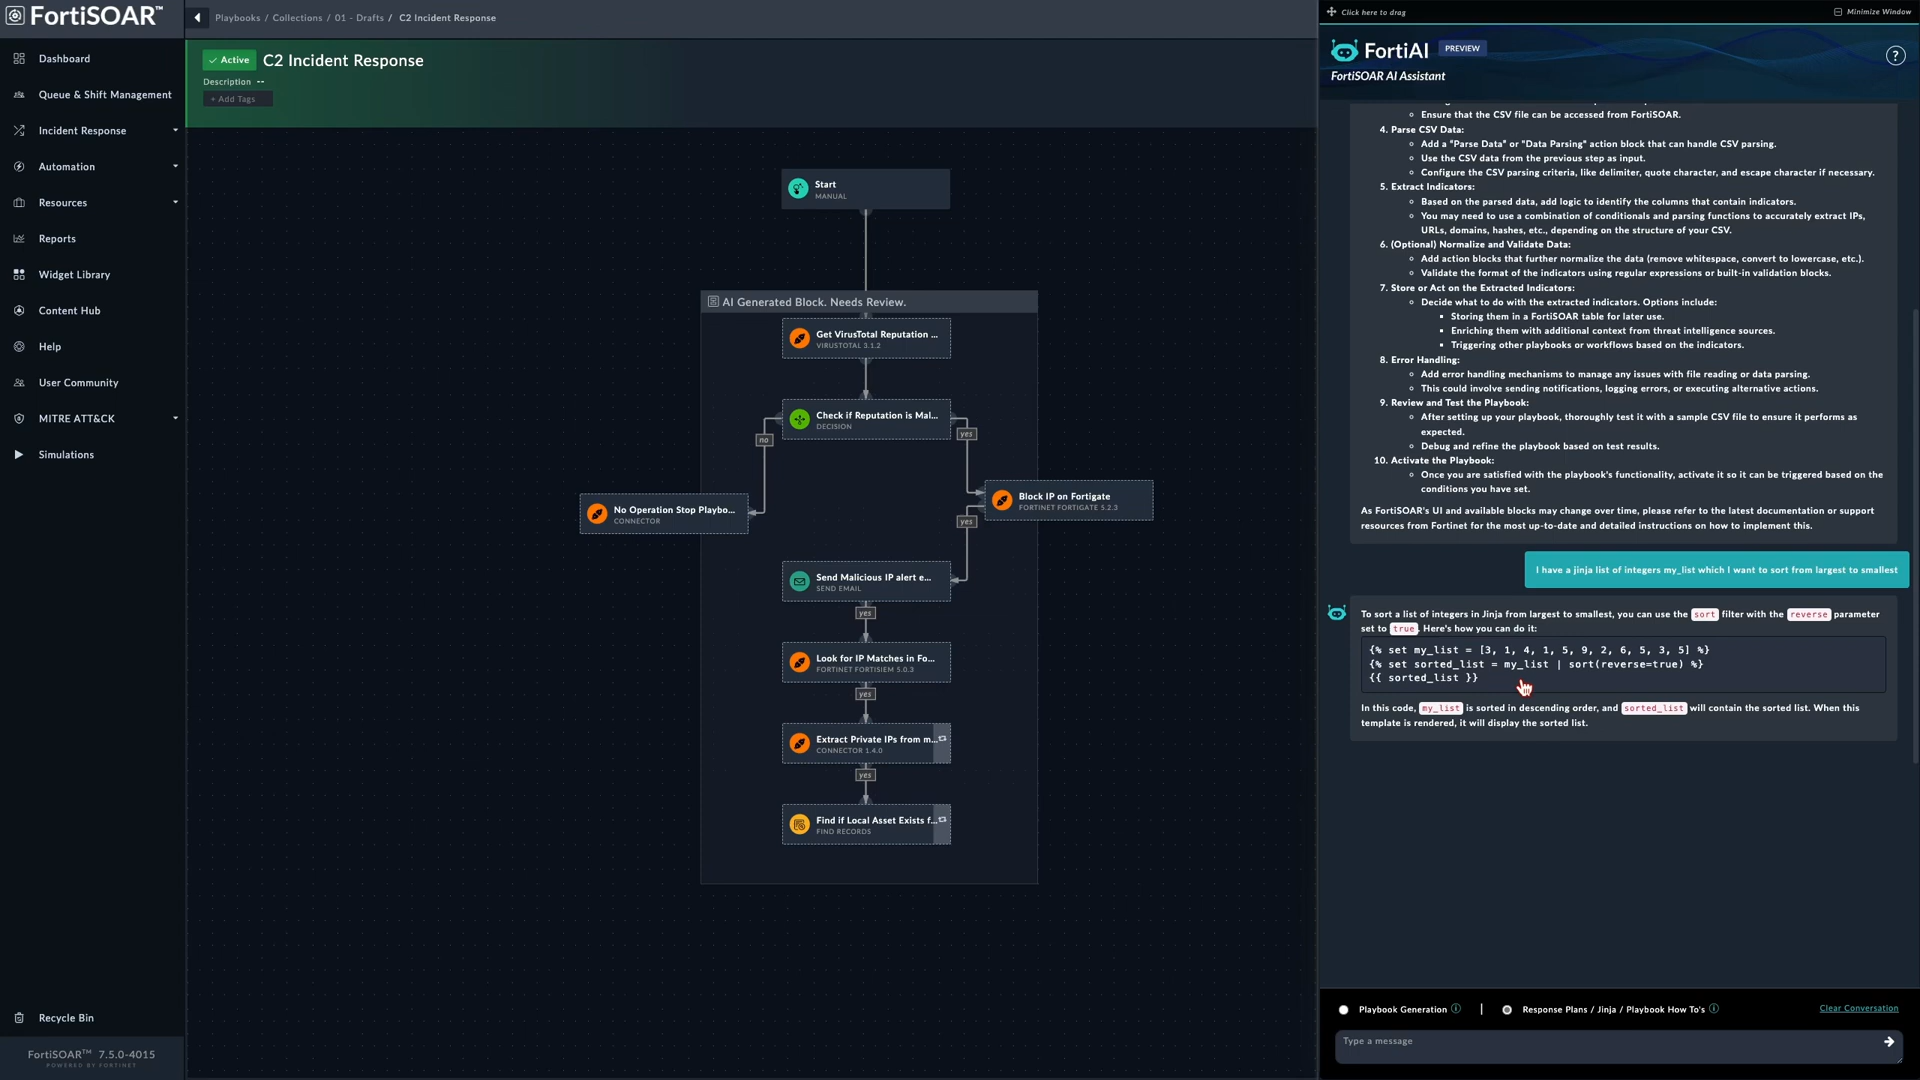 FortiSOAR™
Dashboard
Queue & Shift Management
Incident Response
Automation
Resources
Reports
Widget Library
Content Hub
Help
User Community
MITRE ATT&CK
Simulations
Recycle Bin
FortiSOAR™ 7.5.0-4015
POWERED BY FORTINET
Playbooks / Collections / 01 - Drafts / C2 Incident Response
Active C2 Incident Response
Description --
+ Add Tags
Start
MANUAL
AI Generated Block. Needs Review.
Get VirusTotal Reputation ...
VIRUSTOTAL 3.1.2
Check if Reputation is Mal...
DECISION
no
yes
No Operation Stop Playbo...
CONNECTOR
Block IP on Fortigate
FORTINET FORTIGATE 5.2.3
yes
Send Malicious IP alert e...
SEND EMAIL
yes
Look for IP Matches in Fo...
FORTINET FORTISIEM 5.0.3
yes
Extract Private IPs from m...
CONNECTOR 1.4.0
yes
Find if Local Asset Exists f...
FIND RECORDS
Click here to drag
Minimize Window
FortiAI PREVIEW
FortiSOAR AI Assistant
?
Ensure that the CSV file can be accessed from FortiSOAR.
4. Parse CSV Data:
Add a "Parse Data" or "Data Parsing" action block that can handle CSV parsing.
Use the CSV data from the previous step as input.
Configure the CSV parsing criteria, like delimiter, quote character, and escape character if necessary.
5. Extract Indicators:
Based on the parsed data, add logic to identify the columns that contain indicators.
You may need to use a combination of conditionals and parsing functions to accurately extract IPs,
URLs, domains, hashes, etc., depending on the structure of your CSV.
6. (Optional) Normalize and Validate Data:
Add action blocks that further normalize the data (remove whitespace, convert to lowercase, etc.).
Validate the format of the indicators using regular expressions or built-in validation blocks.
7. Store or Act on the Extracted Indicators:
Decide what to do with the extracted indicators. Options include:
Storing them in a FortiSOAR table for later use.
Enriching them with additional context from threat intelligence sources.
Triggering other playbooks or workflows based on the indicators.
8. Error Handling:
Add error handling mechanisms to manage any issues with file reading or data parsing.
This could involve sending notifications, logging errors, or executing alternative actions.
9. Review and Test the Playbook:
After setting up your playbook, thoroughly test it with a sample CSV file to ensure it performs as
expected.
Debug and refine the playbook based on test results.
10. Activate the Playbook:
Once you are satisfied with the playbook's functionality, activate it so it can be triggered based on the
conditions you have set.
As FortiSOAR's UI and available blocks may change over time, please refer to the latest documentation or support
resources from Fortinet for the most up-to-date and detailed instructions on how to implement this.
I have a jinja list of integers my_list which I want to sort from largest to smallest
To sort a list of integers in Jinja from largest to smallest, you can use the sort filter with the reverse parameter
set to true. Here's how you can do it:
{% set my_list = [3, 1, 4, 1, 5, 9, 2, 6, 5, 3, 5] %}
{% set sorted_list = my_list | sort(reverse=true) %}
{{ sorted_list }}
In this code, my_list is sorted in descending order, and sorted_list will contain the sorted list. When this
template is rendered, it will display the sorted list.
Playbook Generation | Response Plans / Jinja / Playbook How To's
Clear Conversation
Type a message